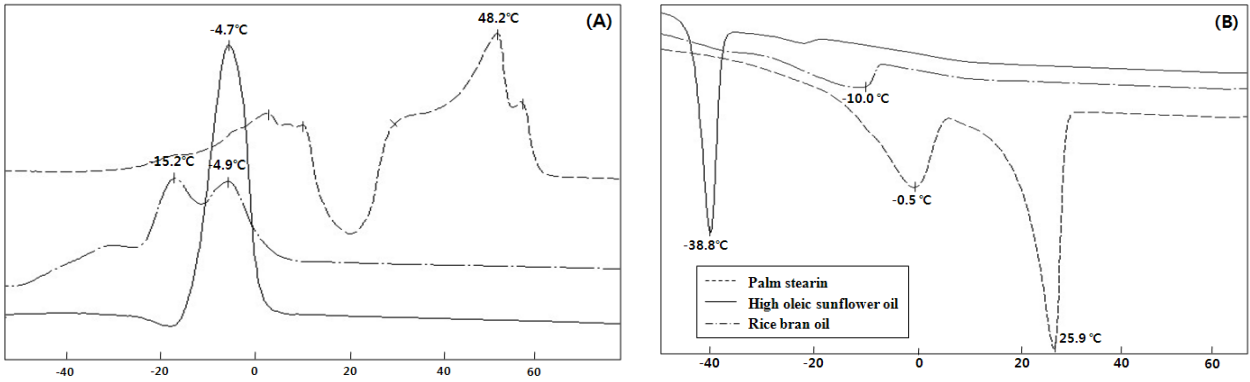 (A)
-4.7℃
48.2℃
-15.2℃
-4.9℃
-40 -20 0 20 40 60
(B)
-10.0 ℃
-0.5 ℃
-38.8℃
25.9 ℃
Palm stearin
High oleic sunflower oil
Rice bran oil
-40 -20 0 20 40 60